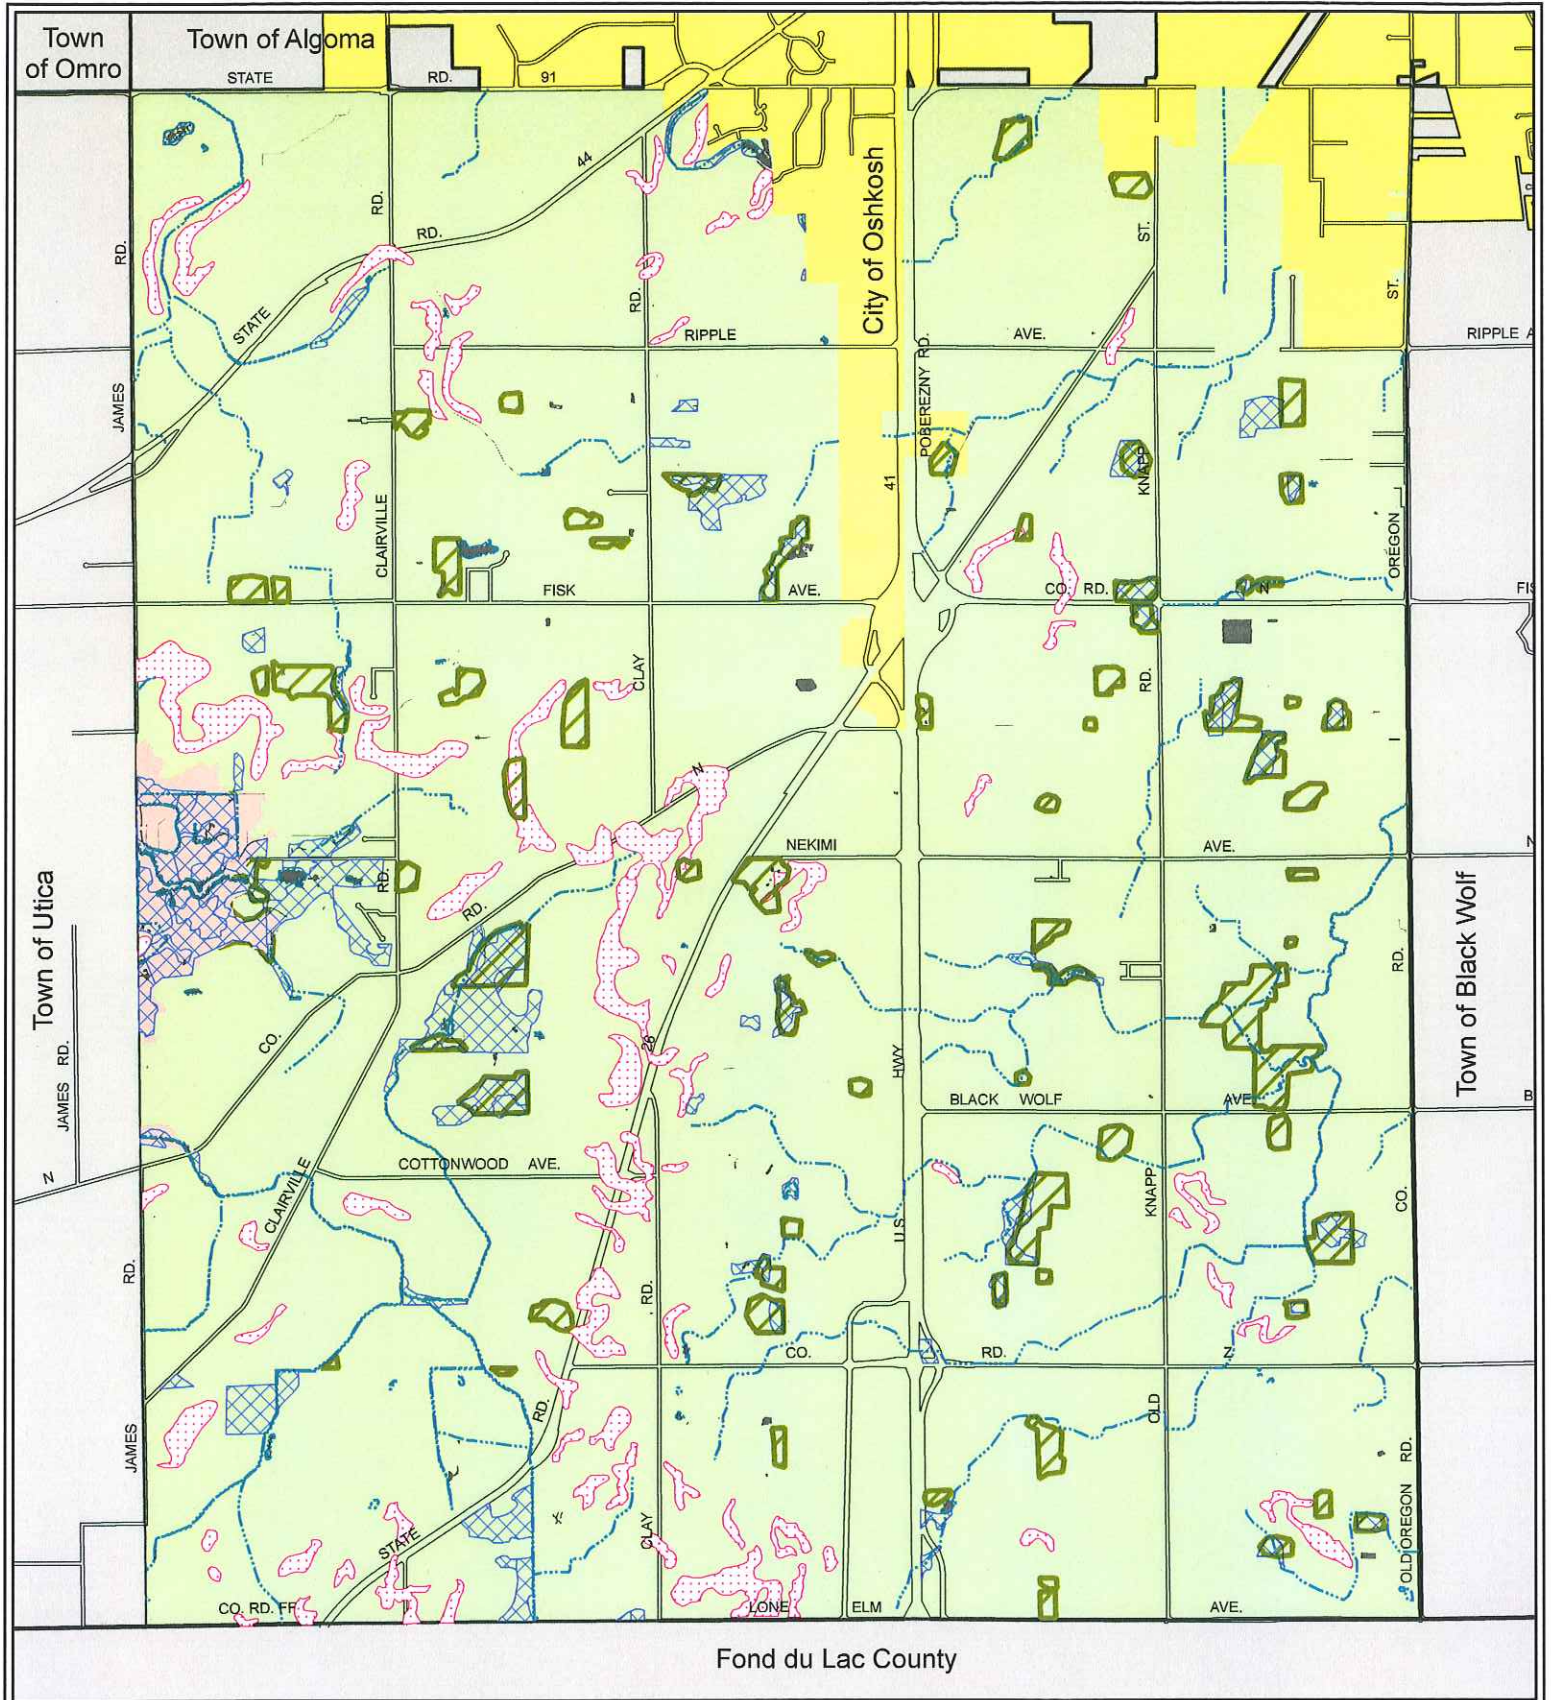 Town
of Omro
Town of Algoma
STATE RD. 91
44
RD.
RD.
RD.
STATE
RD.
RIPPLE
City of Oshkosh
POBEREZNY RD.
AVE.
ST.
ST.
RIPPLE A
JAMES
CLAIRVILLE
41
KNAPP
OREGON
FISK
AVE.
CO. RD. N
FIS
CLAY
RD.
N
NEKIMI
AVE.
N
Town of Utica
JAMES RD.
RD.
RD.
CO.
26
HWY
RD.
Town of Black Wolf
BLACK WOLF AVE.
B
N
COTTONWOOD AVE.
CLAIRVILLE
KNAPP
CO.
U.S.
RD.
RD.
CO. RD. Z
RD.
OLD
JAMES
CLAY
RD.
OLD OREGON
STATE
CO. RD. FF
LONE ELM AVE.
Fond du Lac County